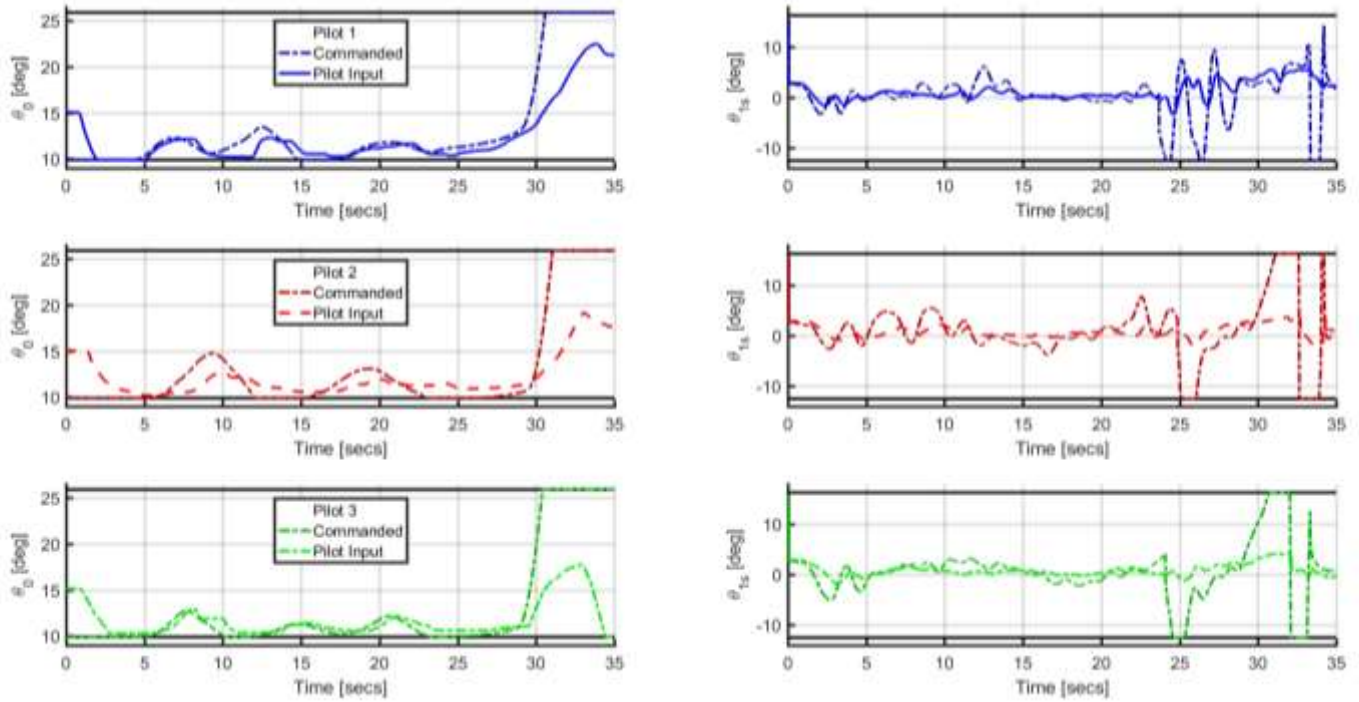 θ0 [deg]
25
20
15
10
Pilot 1
Commanded
Pilot Input
0 5 10 15 20 25 30 35
Time [secs]
θ1s [deg]
10
0
-10
0 5 10 15 20 25 30 35
Time [secs]
θ0 [deg]
25
20
15
10
Pilot 2
Commanded
Pilot Input
0 5 10 15 20 25 30 35
Time [secs]
θ1s [deg]
10
0
-10
0 5 10 15 20 25 30 35
Time [secs]
θ0 [deg]
25
20
15
10
Pilot 3
Commanded
Pilot Input
0 5 10 15 20 25 30 35
Time [secs]
θ1s [deg]
10
0
-10
0 5 10 15 20 25 30 35
Time [secs]